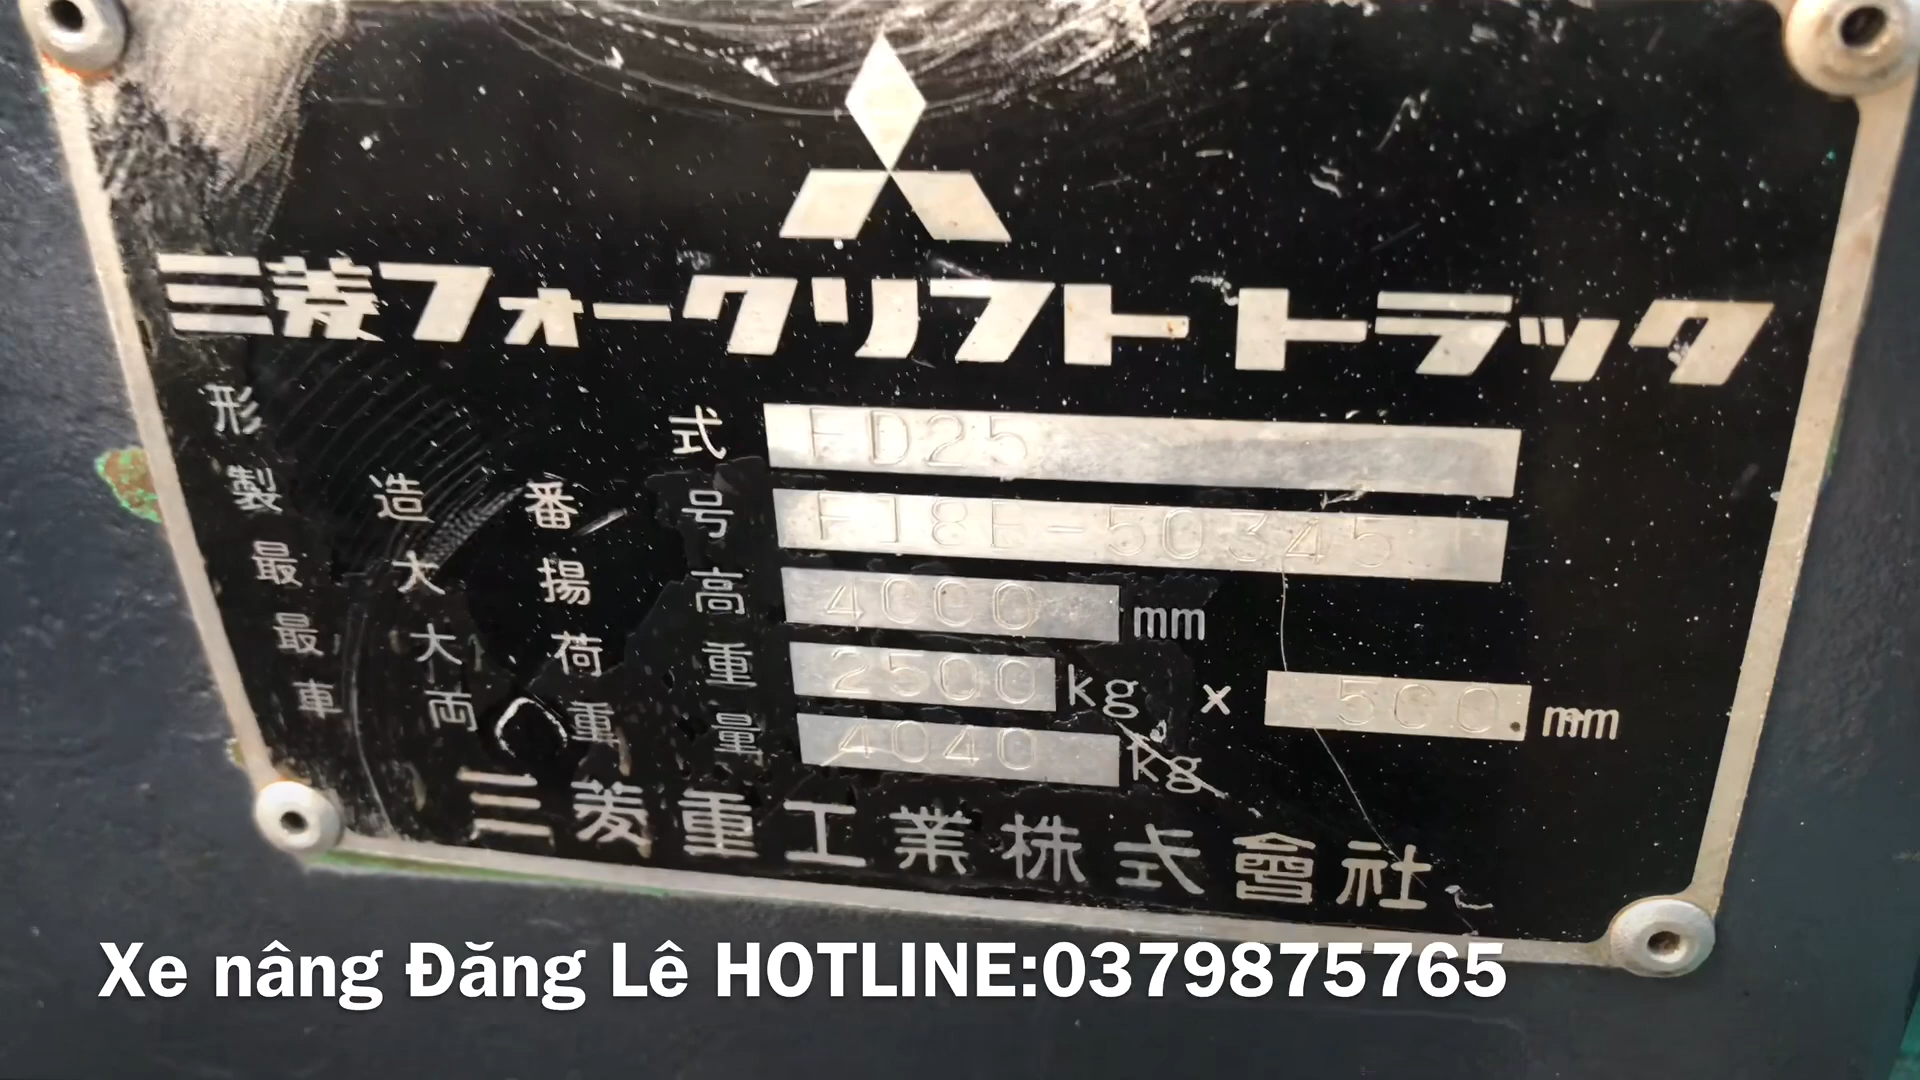 三菱フォークリフトトラック
形式 FD25
製造番号 F18E-50345
最大揚高 4000 mm
最大荷重 2500 kg × 500 mm
車両重量 4040 kg
三菱重工業株式會社
Xe nâng Đăng Lê HOTLINE:0379875765